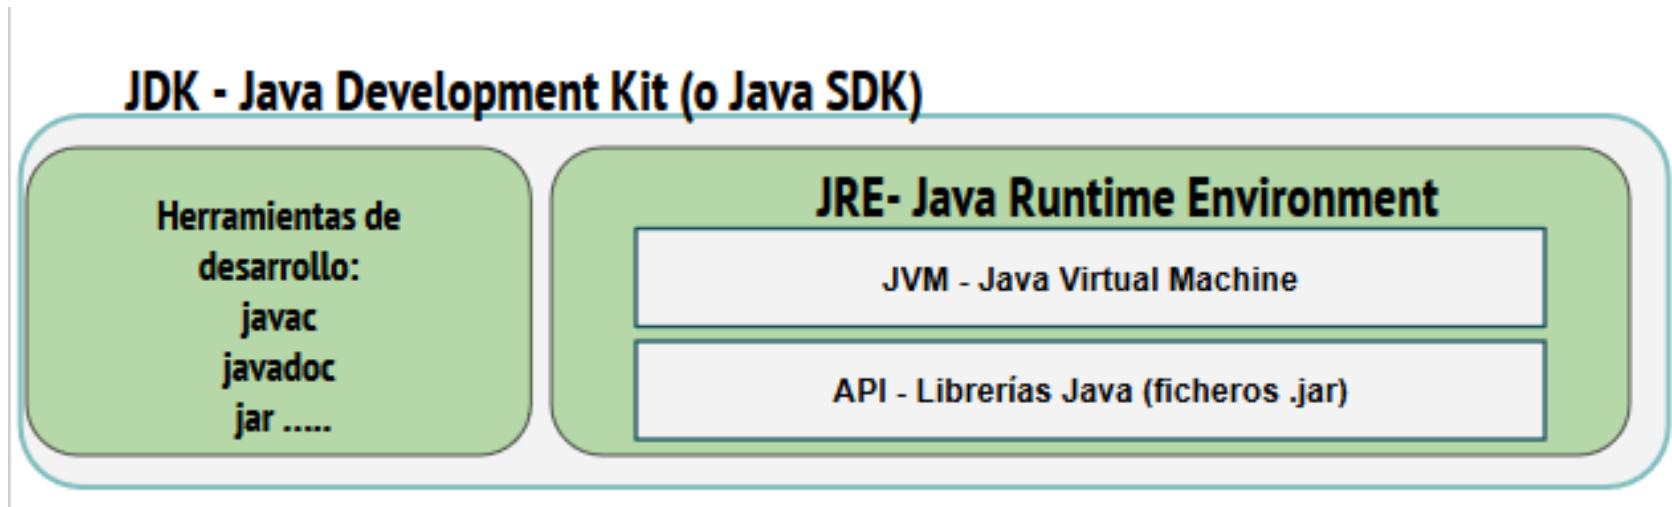 JDK - Java Development Kit (o Java SDK)
Herramientas de
desarrollo:
javac
javadoc
jar .....
JRE- Java Runtime Environment
JVM - Java Virtual Machine
API - Librerías Java (ficheros .jar)